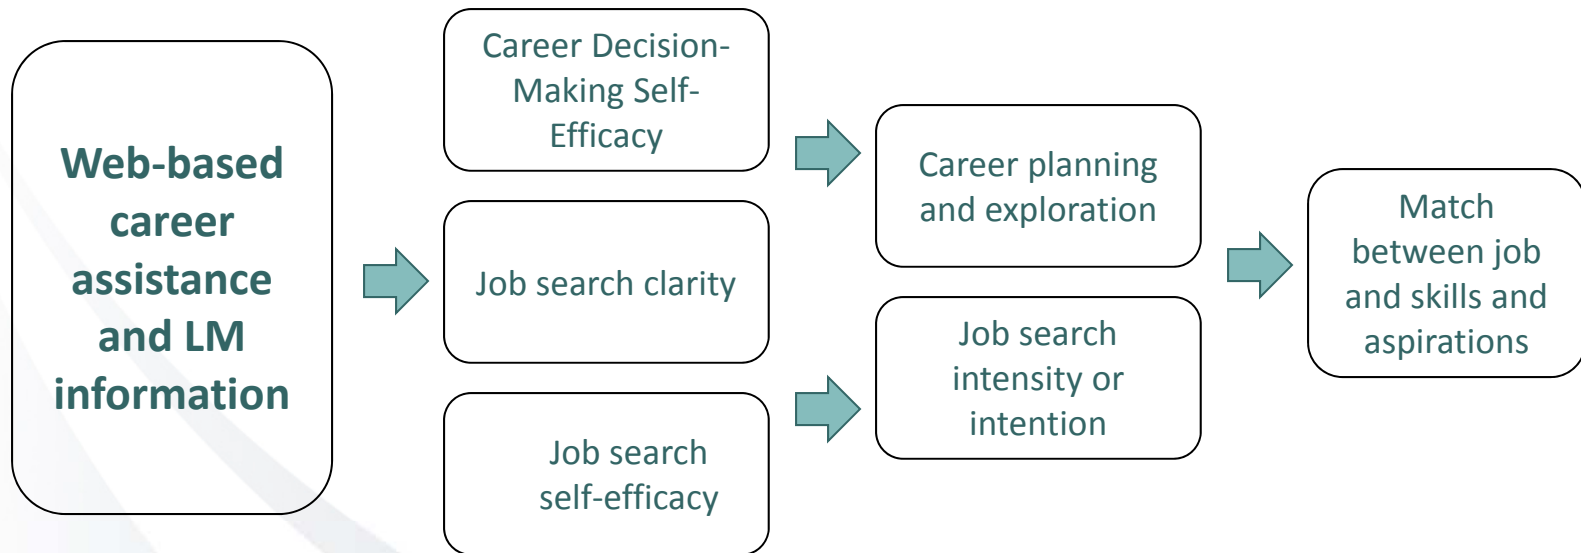 Web-based
career
assistance
and LM
information
Career Decision-
Making Self-
Efficacy
Job search clarity
Job search
self-efficacy
Career planning
and exploration
Job search
intensity or
intention
Match
between job
and skills and
aspirations